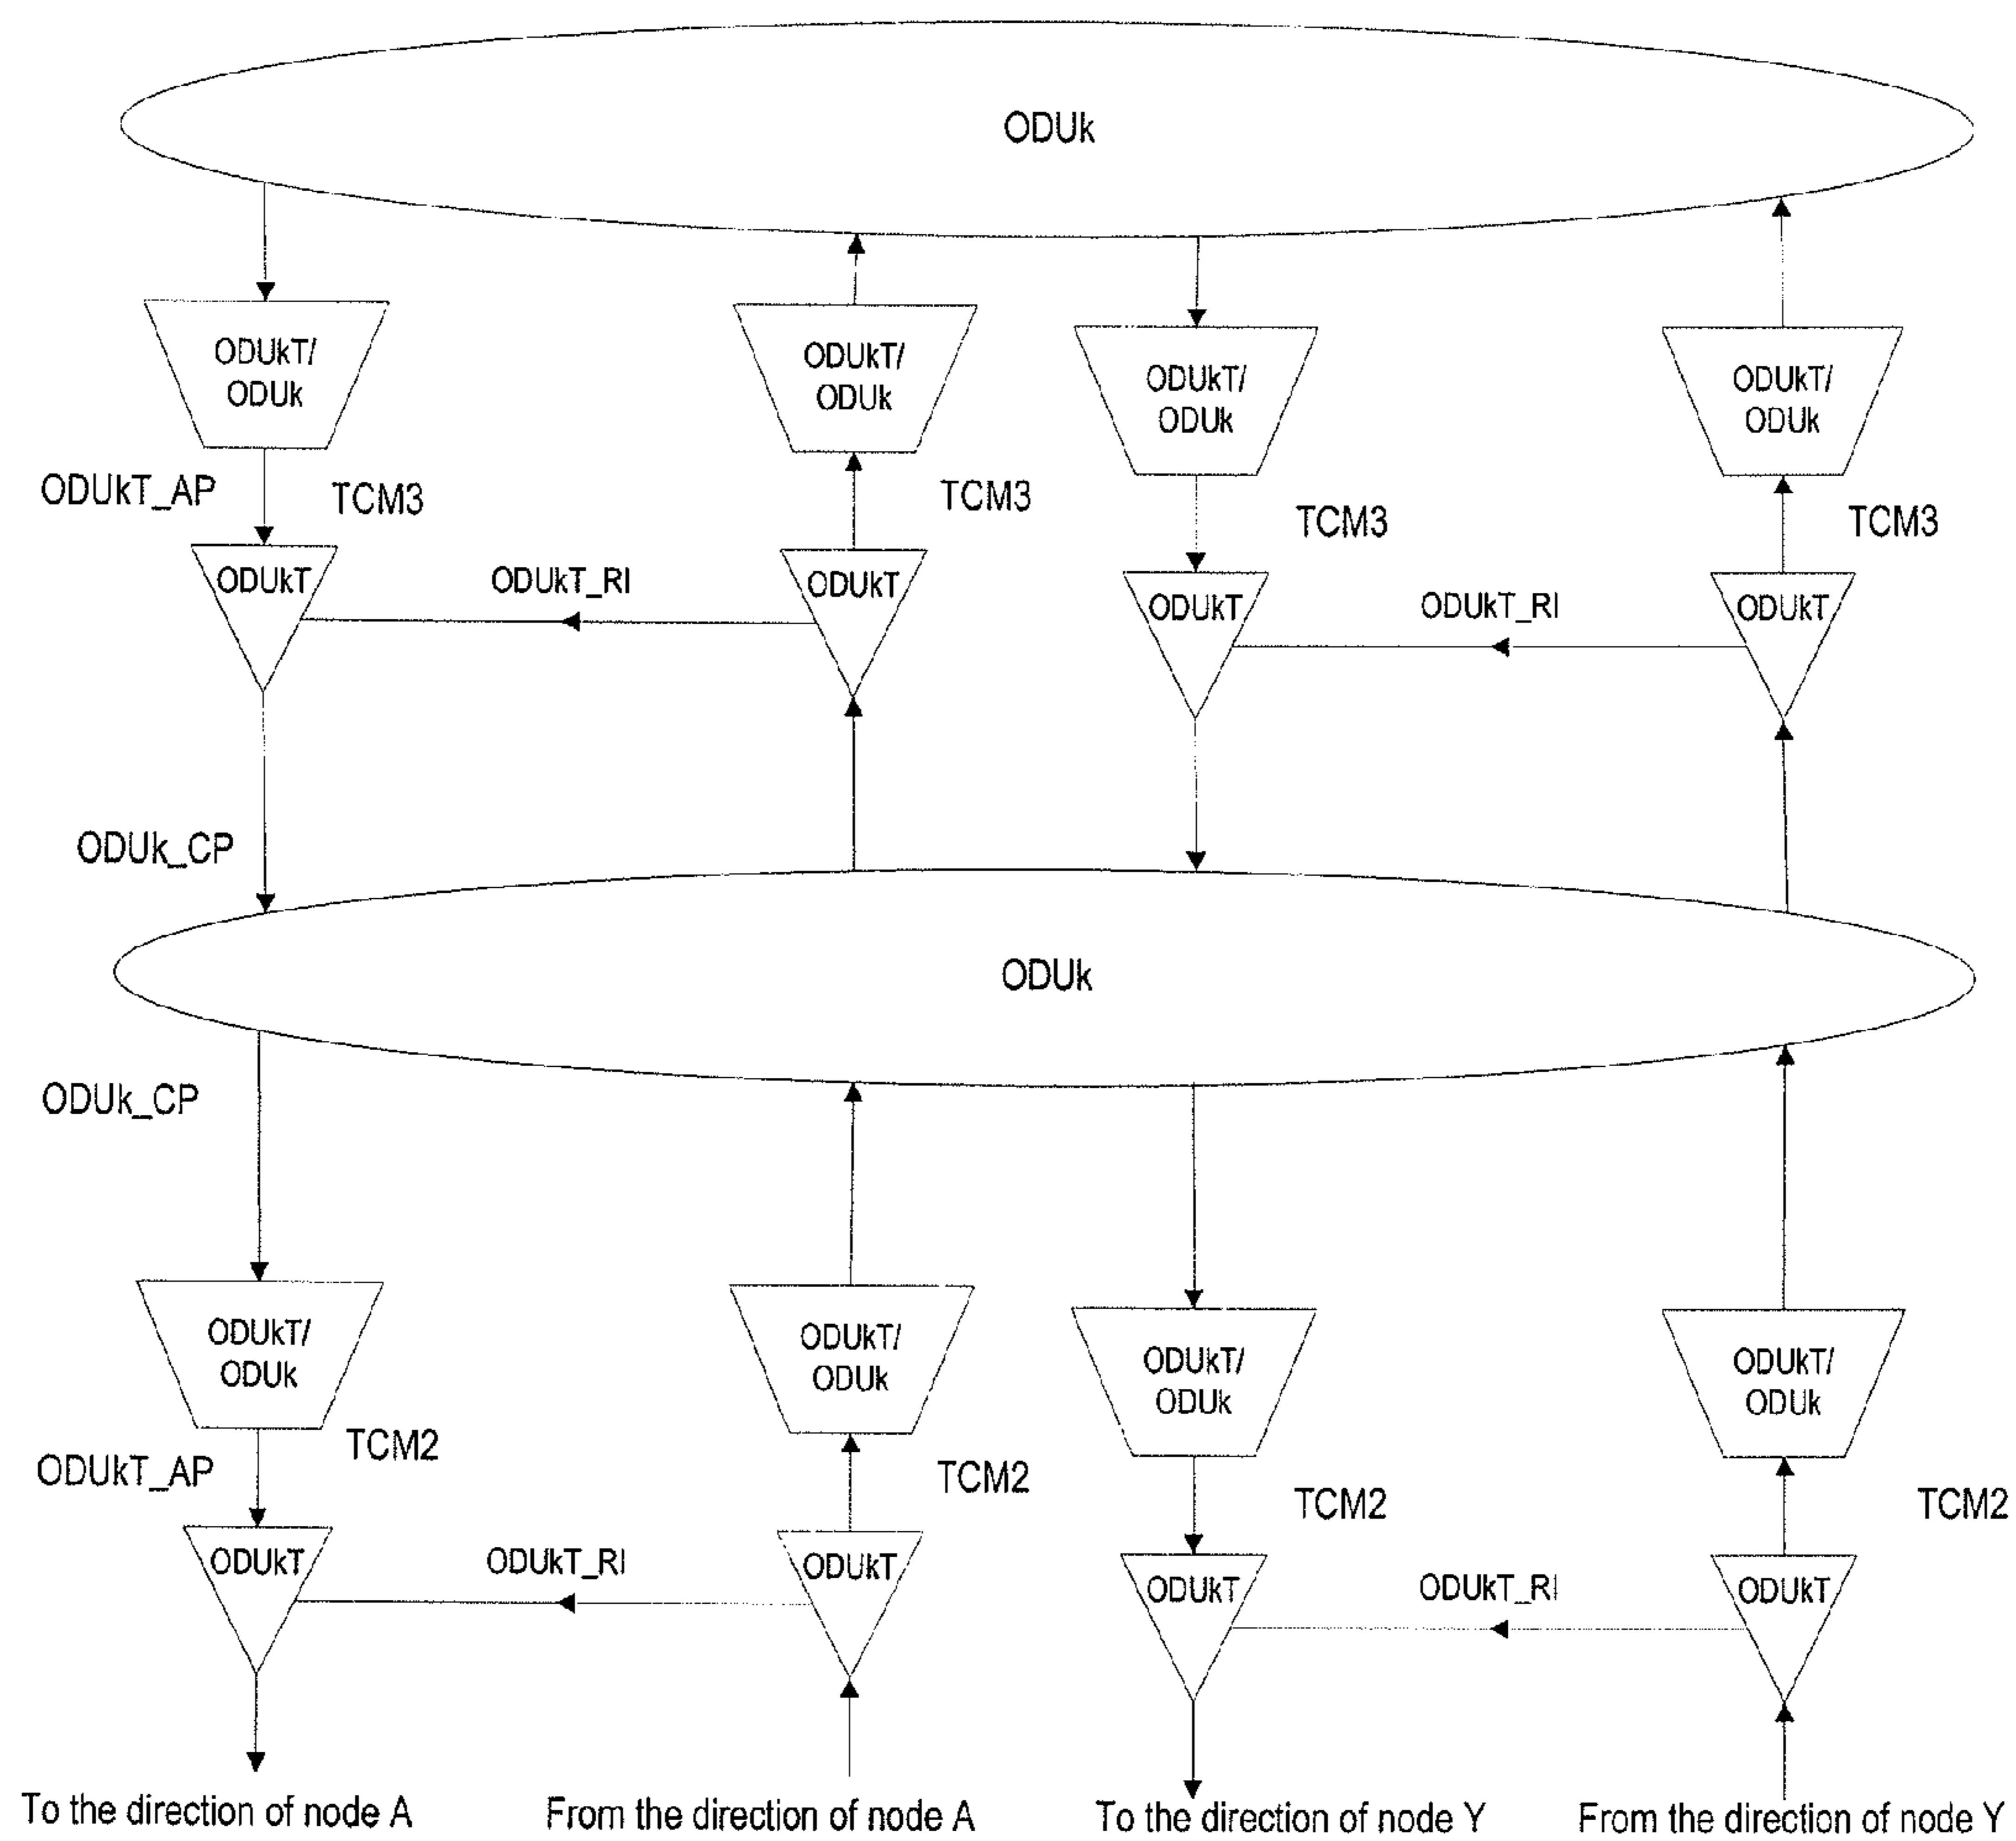 ODUk
ODUkT/
ODUk
ODUkT/
ODUk
ODUkT/
ODUk
ODUkT/
ODUk
ODUkT_AP
TCM3
TCM3
TCM3
TCM3
ODUkT
ODUkT_RI
ODUkT
ODUkT
ODUkT_RI
ODUkT
ODUk_CP
ODUk
ODUk_CP
ODUkT/
ODUk
ODUkT/
ODUk
ODUkT/
ODUk
ODUkT/
ODUk
ODUkT_AP
TCM2
TCM2
TCM2
TCM2
ODUkT
ODUkT_RI
ODUkT
ODUkT
ODUkT_RI
ODUkT
To the direction of node A
From the direction of node A
To the direction of node Y
From the direction of node Y